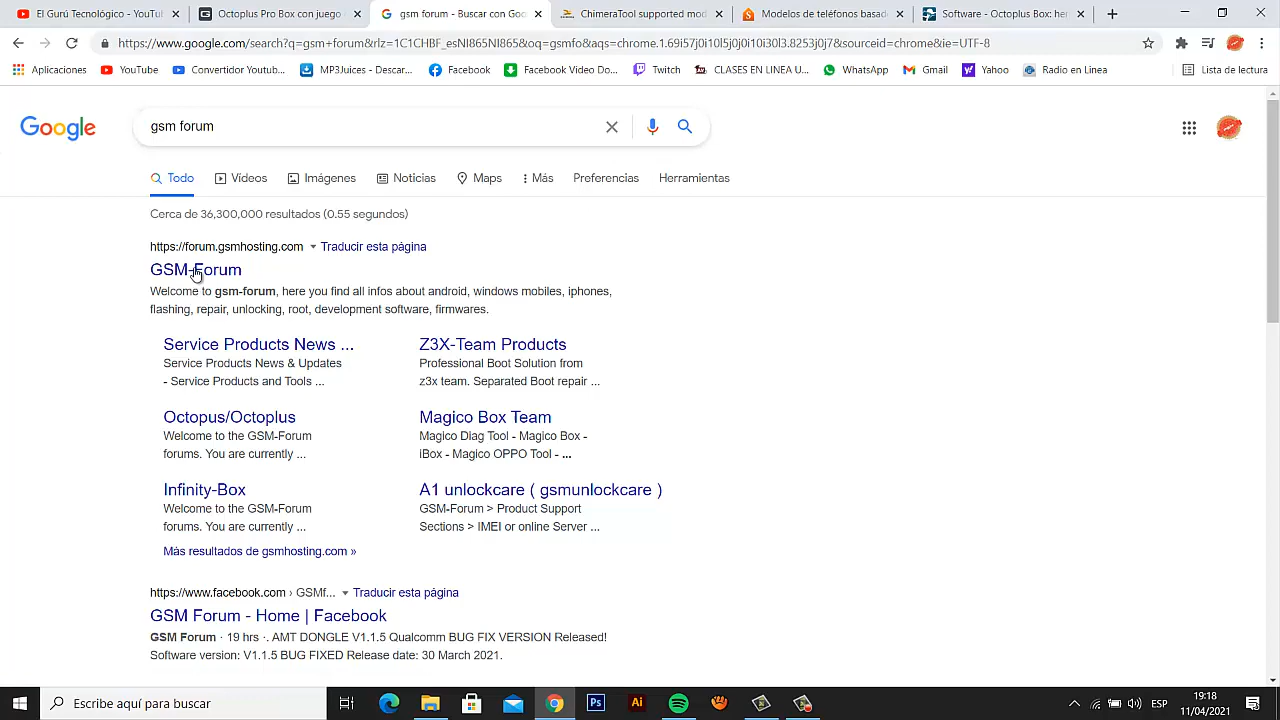 El Gurú Tecnológico - YouTu
Octoplus Pro Box con juego
gsm forum - Buscar con Goo
ChimeraTool supported mod
Modelos de teléfonos basad
Software - Octoplus Box: her
https://www.google.com/search?q=gsm+forum&rlz=1C1CHBF_esNI865NI865&oq=gsmfo&aqs=chrome.1.69i57j0i10l5j0j0i10i30l3.8253j0j7&sourceid=chrome&ie=UTF-8
Aplicaciones
YouTube
Convertidor Youtub...
MP3Juices - Descar...
Facebook
Facebook Video Do...
Twitch
CLASES EN LINEA U...
WhatsApp
Gmail
Yahoo
Radio en Linea
Lista de lectura
Google
gsm forum
Todo
Vídeos
Imágenes
Noticias
Maps
Más
Preferencias
Herramientas
Cerca de 36,300,000 resultados (0.55 segundos)
https://forum.gsmhosting.com Traducir esta página
GSM-Forum
Welcome to gsm-forum, here you find all infos about android, windows mobiles, iphones,
flashing, repair, unlocking, root, development software, firmwares.
Service Products News ...
Service Products News & Updates
- Service Products and Tools ...
Z3X-Team Products
Professional Boot Solution from
z3x team. Separated Boot repair ...
Octopus/Octoplus
Welcome to the GSM-Forum
forums. You are currently ...
Magico Box Team
Magico Diag Tool - Magico Box -
iBox - Magico OPPO Tool - ...
Infinity-Box
Welcome to the GSM-Forum
forums. You are currently ...
A1 unlockcare ( gsmunlockcare )
GSM-Forum > Product Support
Sections > IMEI or online Server ...
Más resultados de gsmhosting.com »
https://www.facebook.com › GSMf... Traducir esta página
GSM Forum - Home | Facebook
GSM Forum · 19 hrs ·. AMT DONGLE V1.1.5 Qualcomm BUG FIX VERSION Released!
Software version: V1.1.5 BUG FIXED Release date: 30 March 2021.
Escribe aquí para buscar
Ps
Ai
ESP
19:18
11/04/2021